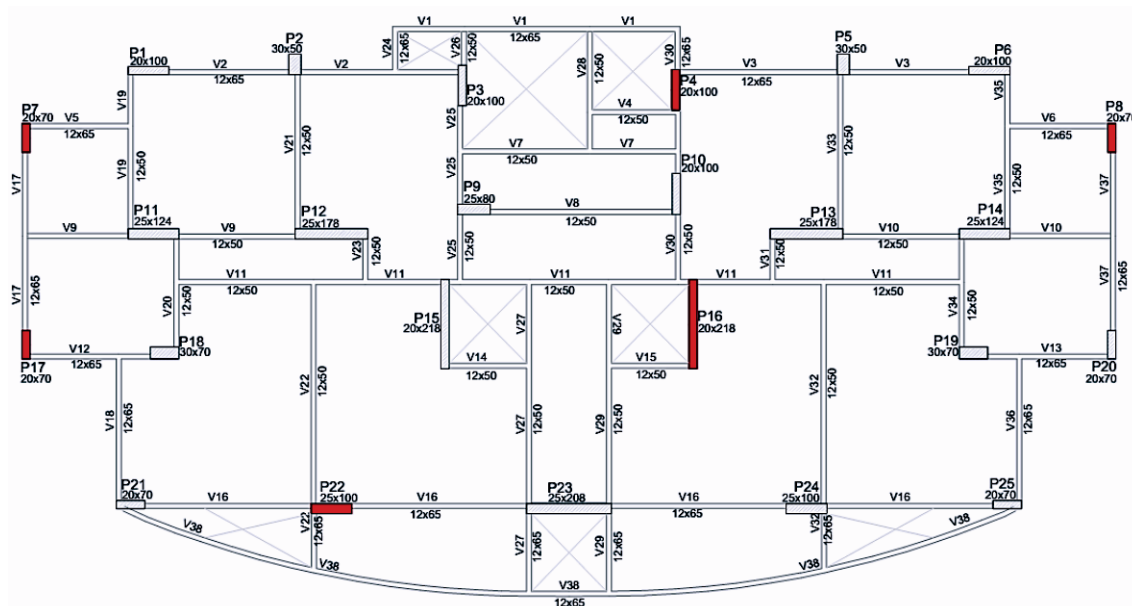 V1 V1 V1
12x65
P2
30x50
P5
30x50
V24
12x65
V26
12x50
V28
12x50
V30
12x65
P1
20x100
V2
12x65
V2
V3
12x65
V3
P6
20x100
P3
20x100
P4
20x100
P7
20x70
V5
12x65
V19
V25
V4
12x50
V35
V6
12x65
P8
20x70
V19
12x50
V21
12x50
V7
12x50
V7
V33
12x50
V35
12x50
V17
V25
P10
20x100
V37
P9
25x80
V8
12x50
P11
25x124
P12
25x178
P13
25x178
P14
25x124
V9
V9
12x50
V23
12x50
V25
12x50
V30
12x50
V31
12x50
V10
12x50
V10
V17
12x65
V20
12x50
V11
12x50
V11
V11
12x50
V11
V11
12x50
V34
12x50
V37
12x65
P15
20x218
V27
V29
P16
20x218
P17
20x70
V12
12x65
P18
30x70
V14
12x50
V15
12x50
P19
30x70
V13
12x65
P20
20x70
V18
12x65
V22
12x50
V27
12x50
V29
12x50
V32
12x50
V36
12x65
P21
20x70
V16
P22
25x100
V16
12x65
P23
25x208
V16
12x65
P24
25x100
V16
P25
20x70
V38
V22
12x65
V27
12x65
V29
12x65
V32
12x65
V38
V38
V38
12x65
V38